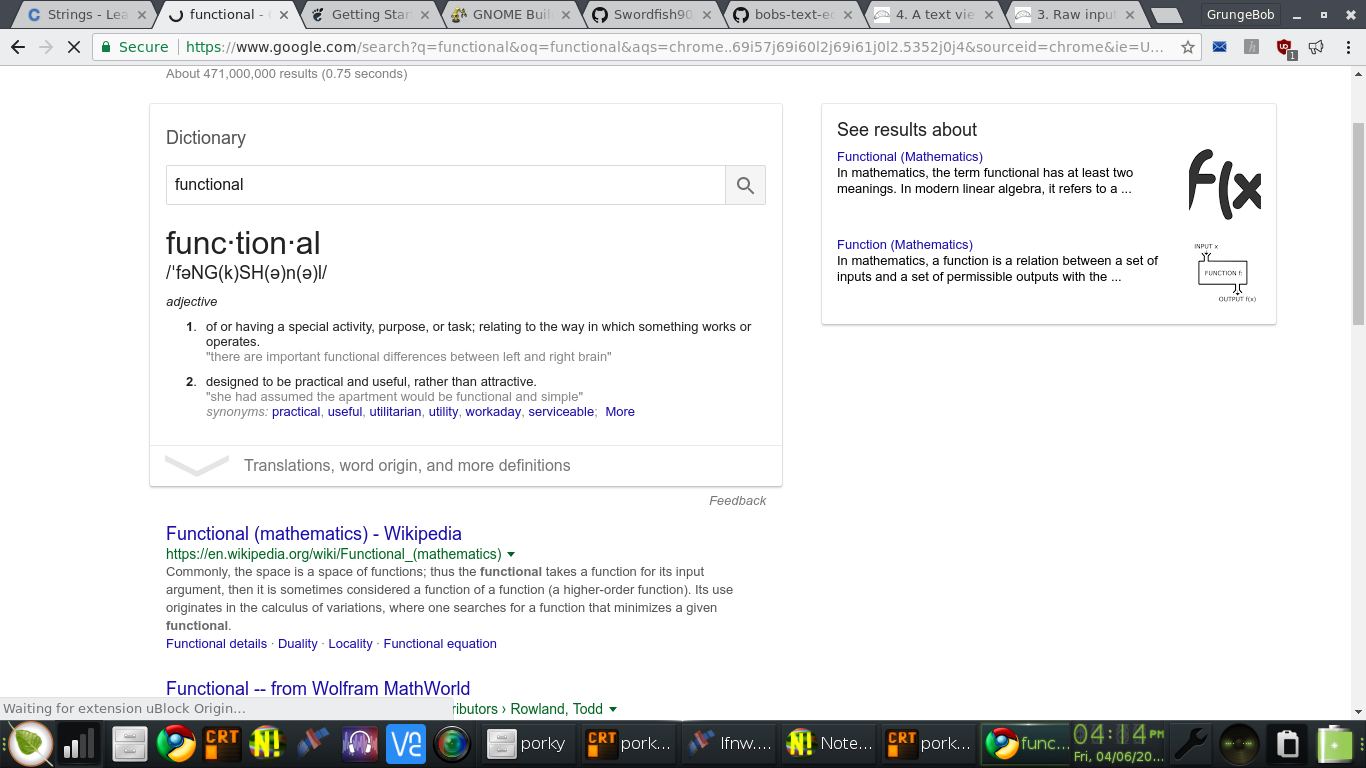 Strings - Lea
functional - 
Getting Star
GNOME Buil
Swordfish90
bobs-text-ec
4. A text vie
3. Raw input
GrungeBob
Secure
https://www.google.com/search?q=functional&oq=functional&aqs=chrome..69i57j69i60l2j69i61j0l2.5352j0j4&sourceid=chrome&ie=U...
1
About 471,000,000 results (0.75 seconds)
Dictionary
functional
func·tion·al
/ˈfəNG(k)SH(ə)n(ə)l/
adjective
1. of or having a special activity, purpose, or task; relating to the way in which something works or
operates.
"there are important functional differences between left and right brain"
2. designed to be practical and useful, rather than attractive.
"she had assumed the apartment would be functional and simple"
synonyms: practical, useful, utilitarian, utility, workaday, serviceable; More
Translations, word origin, and more definitions
Feedback
See results about
Functional (Mathematics)
In mathematics, the term functional has at least two
meanings. In modern linear algebra, it refers to a ...
F(x
Function (Mathematics)
In mathematics, a function is a relation between a set of
inputs and a set of permissible outputs with the ...
INPUT x
FUNCTION f:
OUTPUT f(x)
Functional (mathematics) - Wikipedia
https://en.wikipedia.org/wiki/Functional_(mathematics)
Commonly, the space is a space of functions; thus the functional takes a function for its input
argument, then it is sometimes considered a function of a function (a higher-order function). Its use
originates in the calculus of variations, where one searches for a function that minimizes a given
functional.
Functional details · Duality · Locality · Functional equation
Functional -- from Wolfram MathWorld
ributors › Rowland, Todd
Waiting for extension uBlock Origin...
CRT
N!
VE
porky
CRT
pork...
lfnw....
N!
Note...
CRT
pork...
func...
04:14 PM
Fri, 04/06/20...